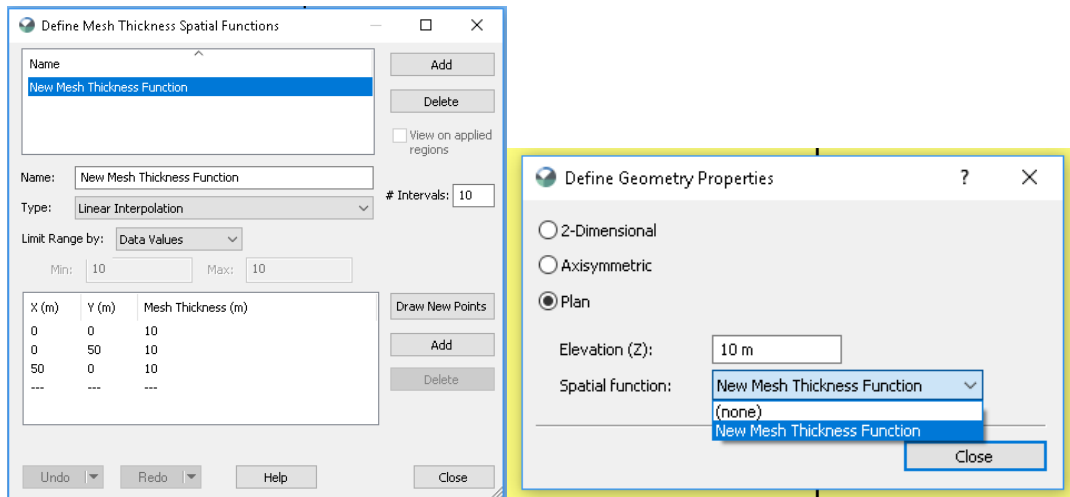 Define Mesh Thickness Spatial Functions
Name
New Mesh Thickness Function
Add
Delete
View on applied
regions
Name: New Mesh Thickness Function
# Intervals: 10
Type: Linear Interpolation
Limit Range by: Data Values
Min: 10 Max: 10
X (m) Y (m) Mesh Thickness (m)
0 0 10
0 50 10
50 0 10
--- --- ---
Draw New Points
Add
Delete
Undo Redo Help Close
Define Geometry Properties ?
2-Dimensional
Axisymmetric
Plan
Elevation (Z): 10 m
Spatial function: New Mesh Thickness Function
(none)
New Mesh Thickness Function
Close